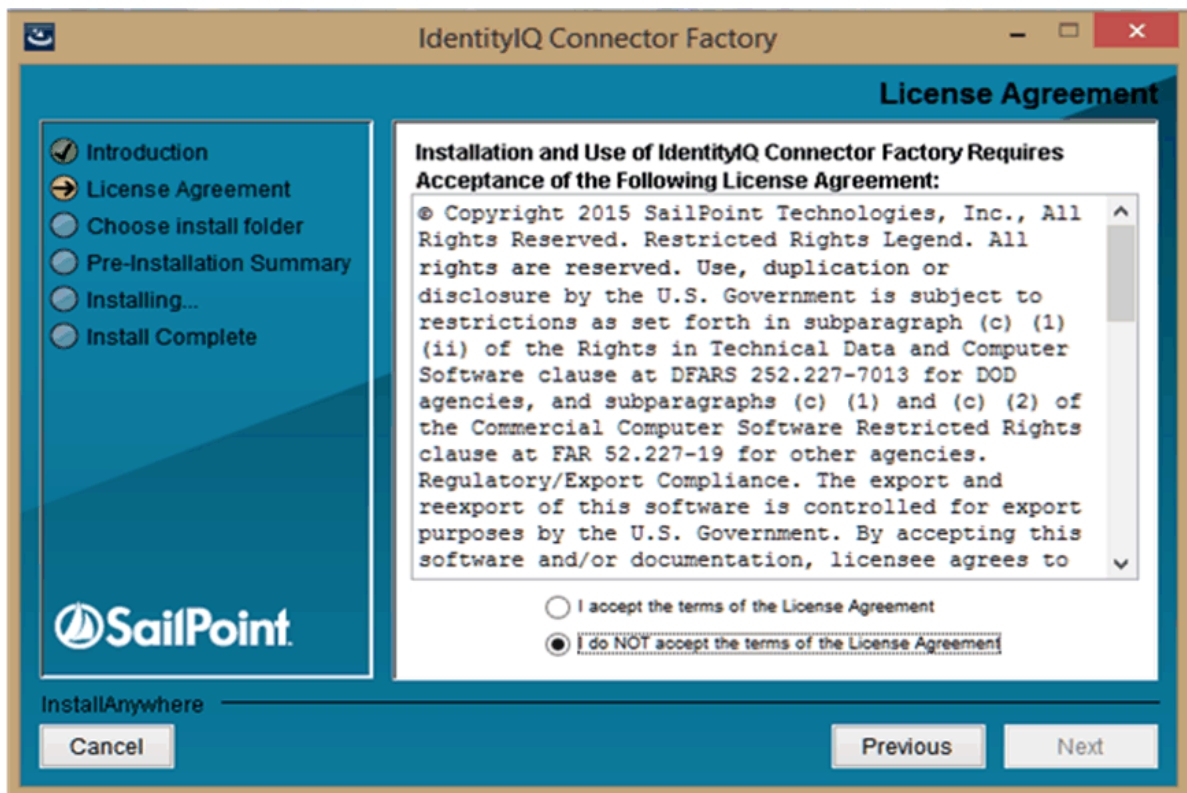 IdentityIQ Connector Factory
License Agreement
Introduction
License Agreement
Choose install folder
Pre-Installation Summary
Installing...
Install Complete
SailPoint
Installation and Use of IdentityIQ Connector Factory Requires
Acceptance of the Following License Agreement:
© Copyright 2015 SailPoint Technologies, Inc., All
Rights Reserved. Restricted Rights Legend. All
rights are reserved. Use, duplication or
disclosure by the U.S. Government is subject to
restrictions as set forth in subparagraph (c) (1)
(ii) of the Rights in Technical Data and Computer
Software clause at DFARS 252.227-7013 for DOD
agencies, and subparagraphs (c) (1) and (c) (2) of
the Commercial Computer Software Restricted Rights
clause at FAR 52.227-19 for other agencies.
Regulatory/Export Compliance. The export and
reexport of this software is controlled for export
purposes by the U.S. Government. By accepting this
software and/or documentation, licensee agrees to
I accept the terms of the License Agreement
I do NOT accept the terms of the License Agreement
InstallAnywhere
Cancel
Previous
Next